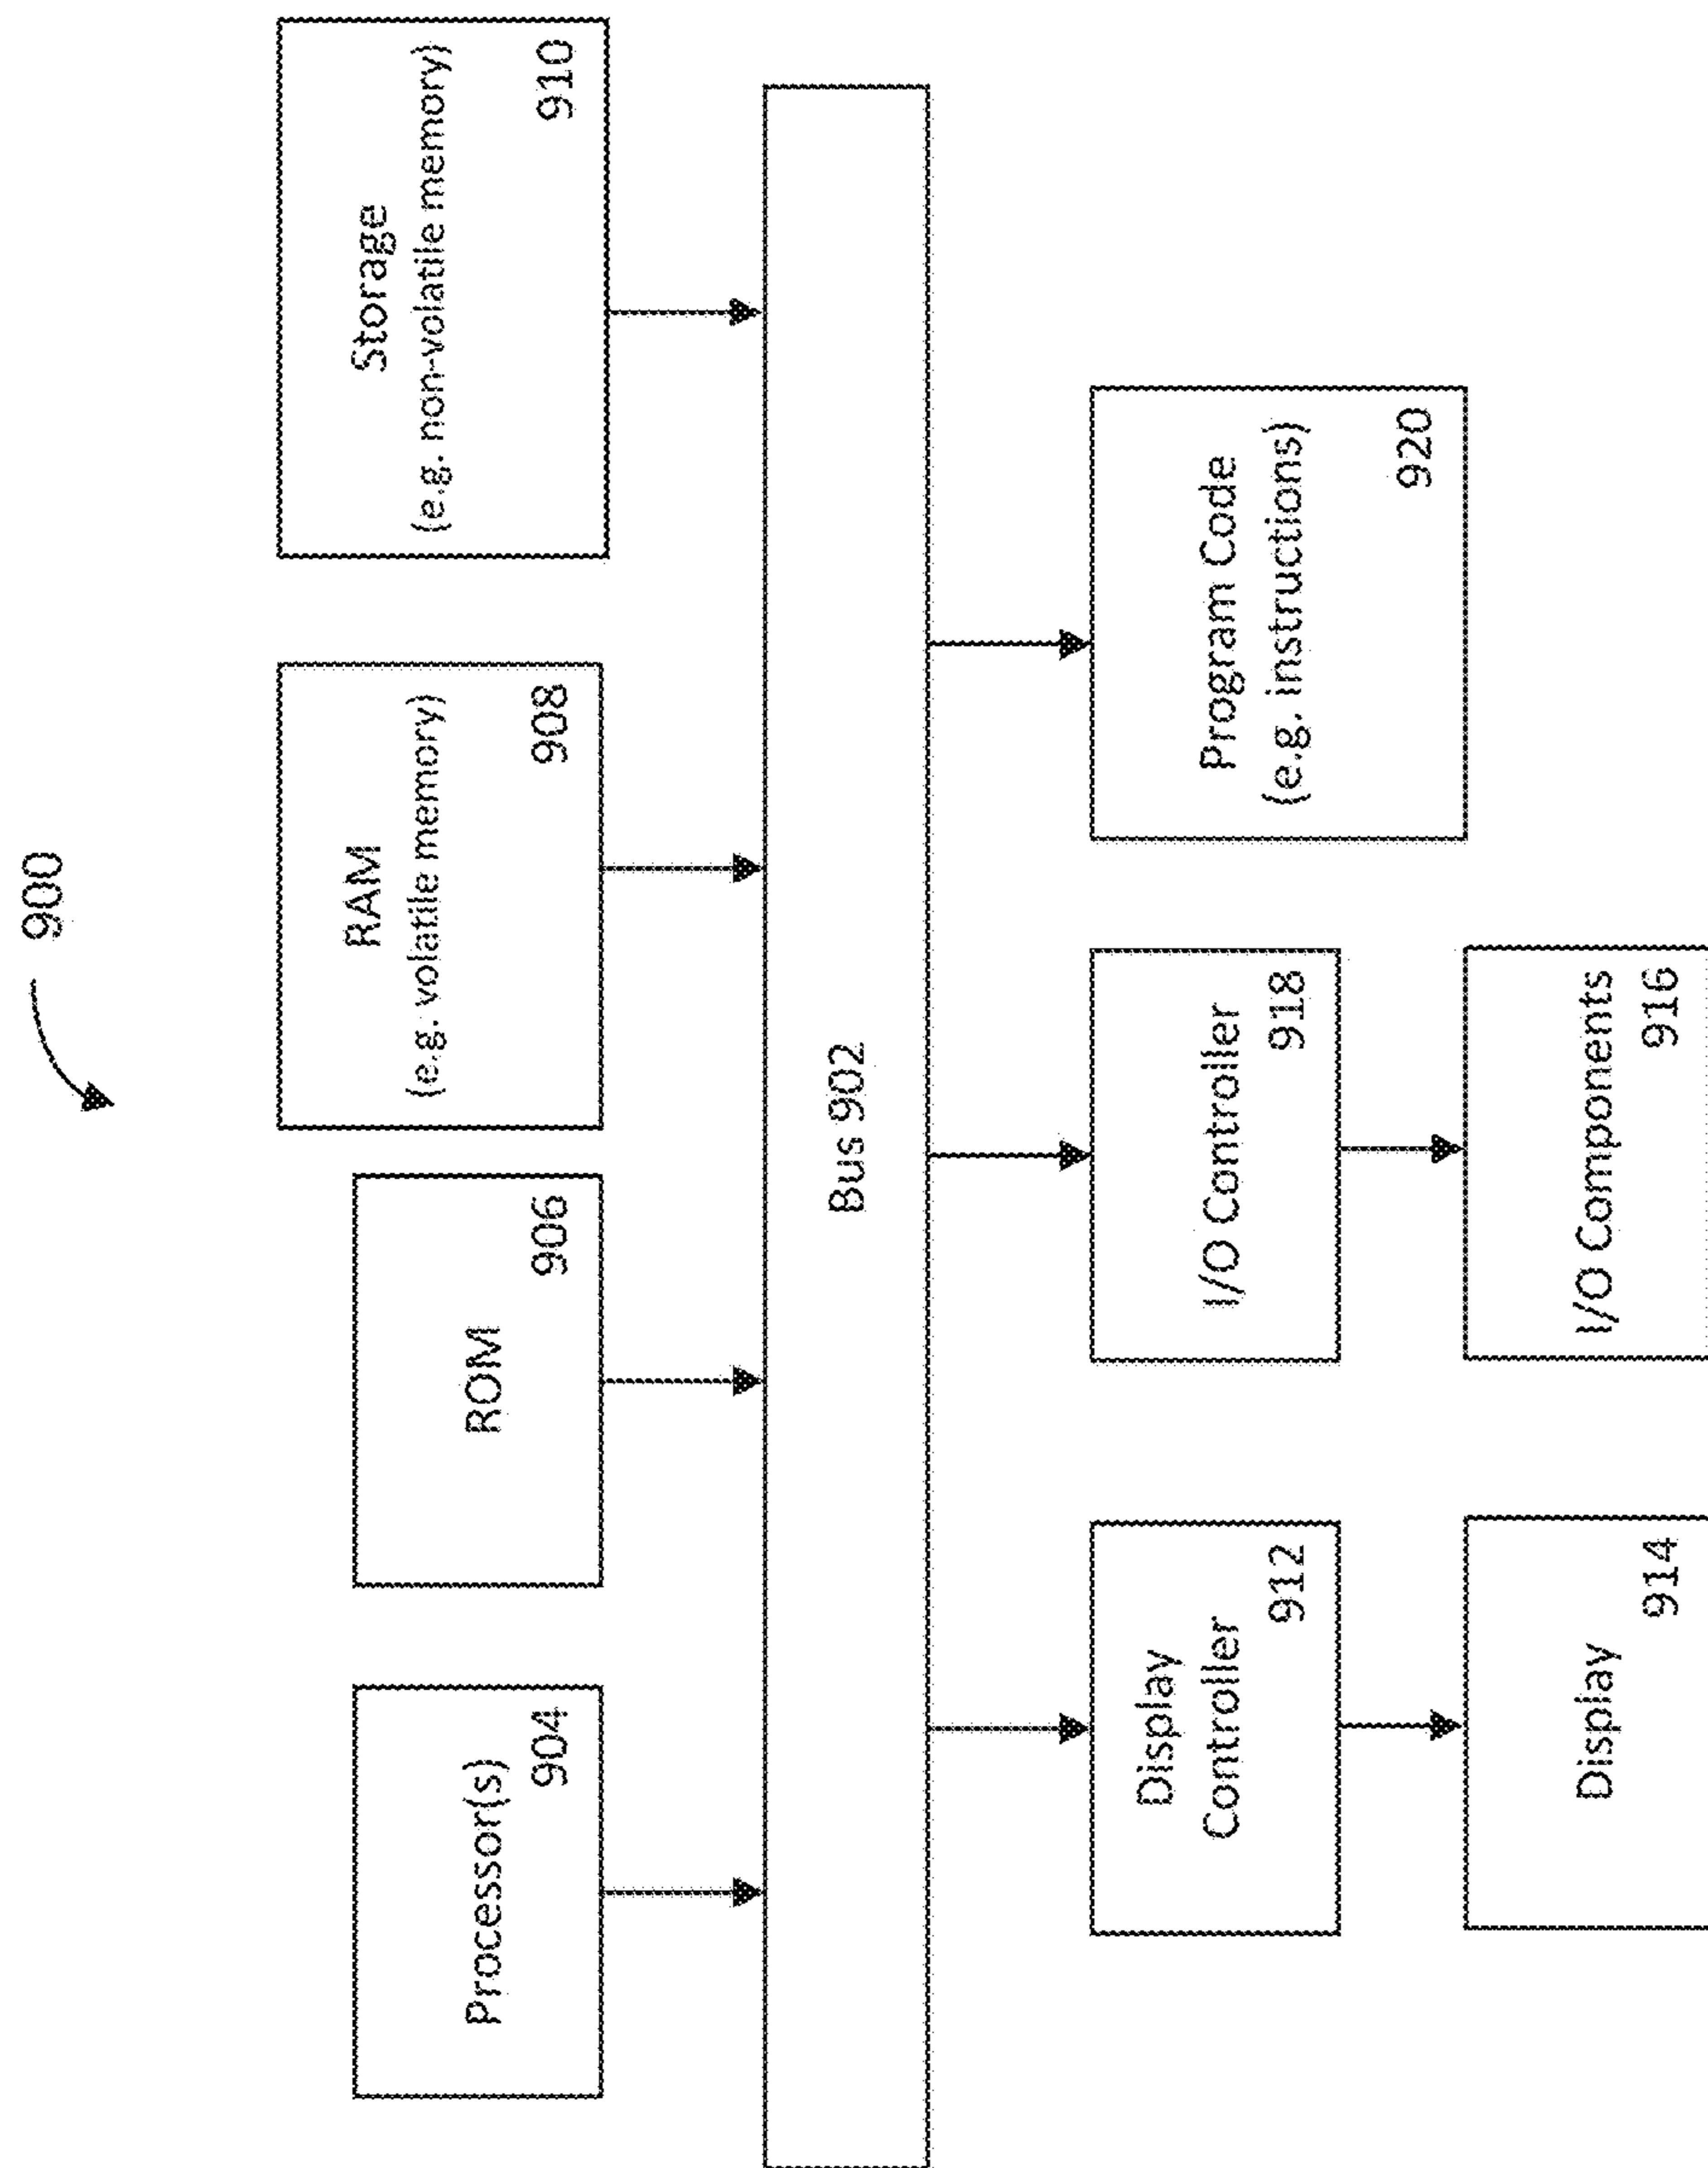 900
Processor(s)
904
ROM
906
RAM
(e.g. volatile memory)
908
Storage
(e.g. non-volatile memory)
910
Bus 902
Display
Controller
912
I/O Controller
918
Program Code
(e.g. instructions)
920
Display
914
I/O Components
916